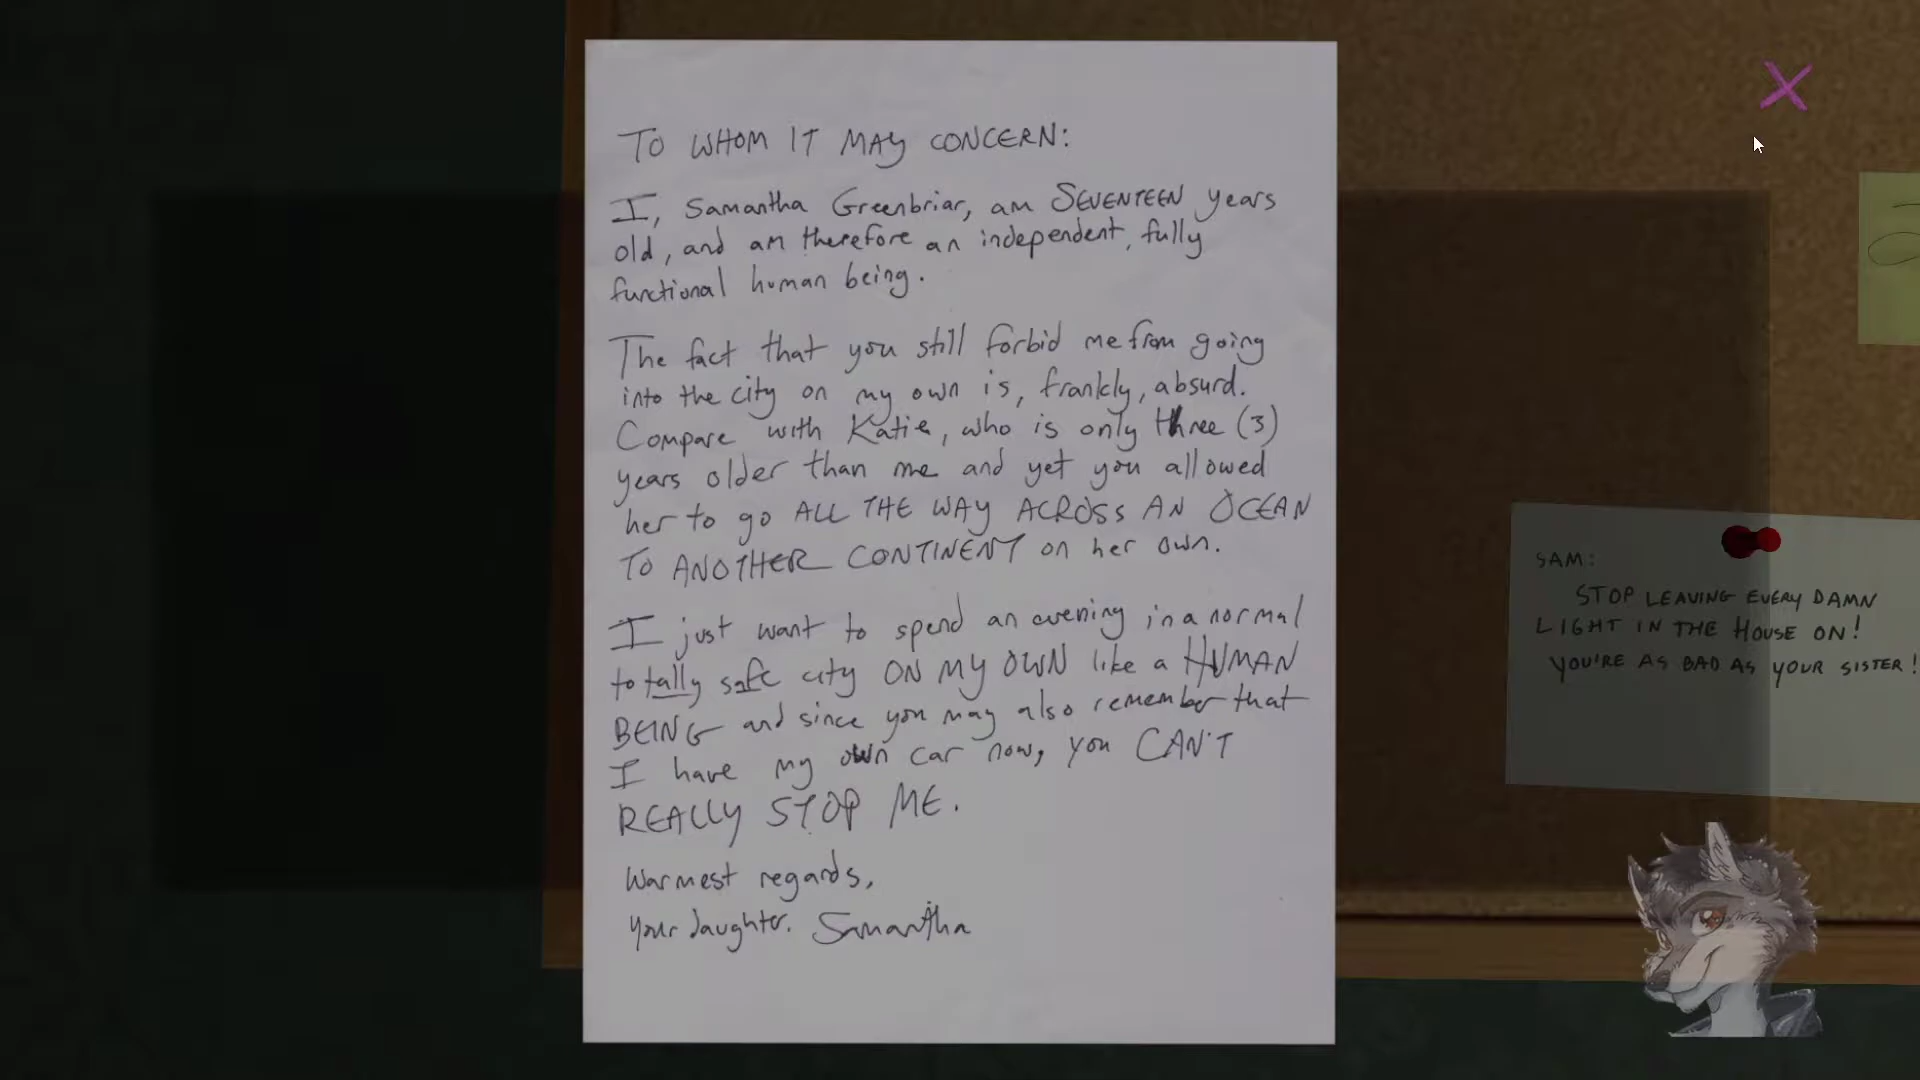 TO WHOM IT MAY CONCERN:
I, Samantha Greenbriar, am SEVENTEEN years
old, and am therefore an independent, fully
functional human being.
The fact that you still forbid me from going
into the city on my own is, frankly, absurd.
Compare with Katie, who is only three (3)
years older than me and yet you allowed
her to go ALL THE WAY ACROSS AN OCEAN
TO ANOTHER CONTINENT on her own.
I just want to spend an evening in a normal
totally safe city ON MY OWN like a HUMAN
BEING and since you may also remember that
I have my own car now, you CAN'T
REALLY STOP ME.
Warmest regards,
Your daughter. Samantha
SAM:
STOP LEAVING EVERY DAMN
LIGHT IN THE HOUSE ON!
YOU'RE AS BAD AS YOUR SISTER!